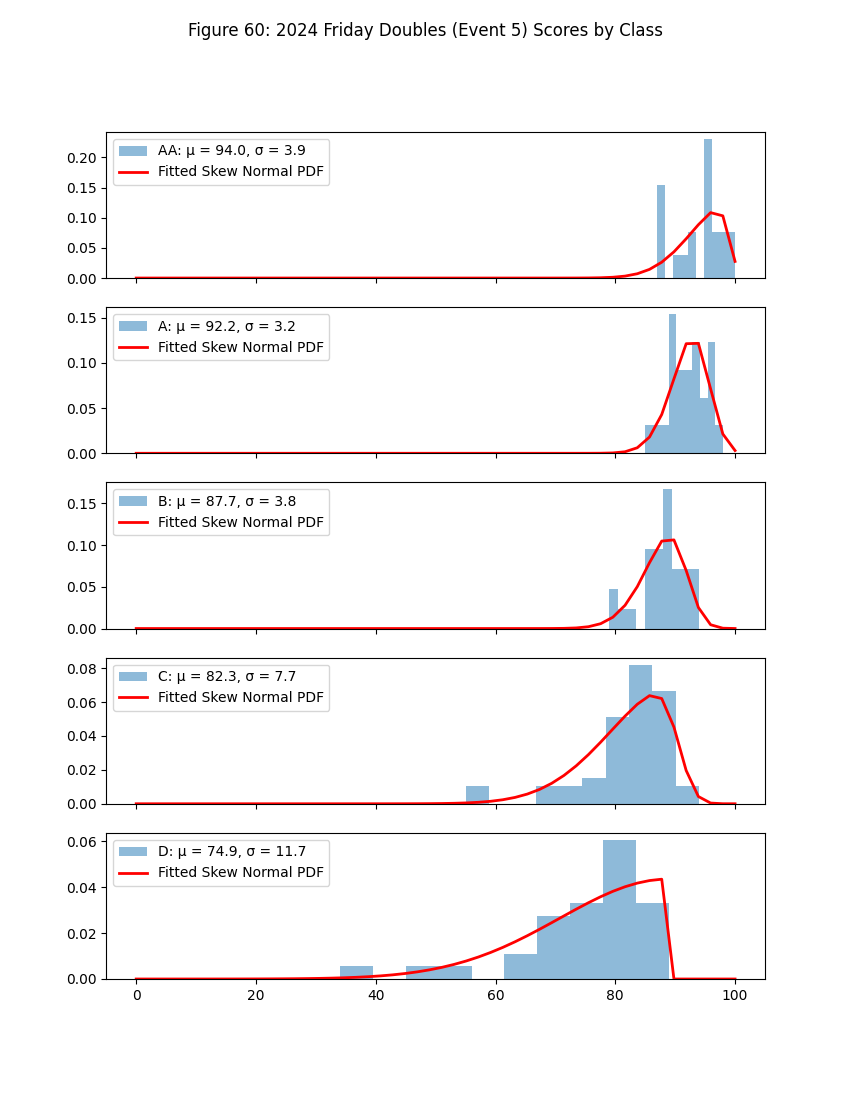 Figure 60: 2024 Friday Doubles (Event 5) Scores by Class
AA: μ = 94.0, σ = 3.9
Fitted Skew Normal PDF
0.20
0.15
0.10
0.05
0.00
A: μ = 92.2, σ = 3.2
Fitted Skew Normal PDF
0.15
0.10
0.05
0.00
B: μ = 87.7, σ = 3.8
Fitted Skew Normal PDF
0.15
0.10
0.05
0.00
C: μ = 82.3, σ = 7.7
Fitted Skew Normal PDF
0.08
0.06
0.04
0.02
0.00
D: μ = 74.9, σ = 11.7
Fitted Skew Normal PDF
0.06
0.04
0.02
0.00
0 20 40 60 80 100